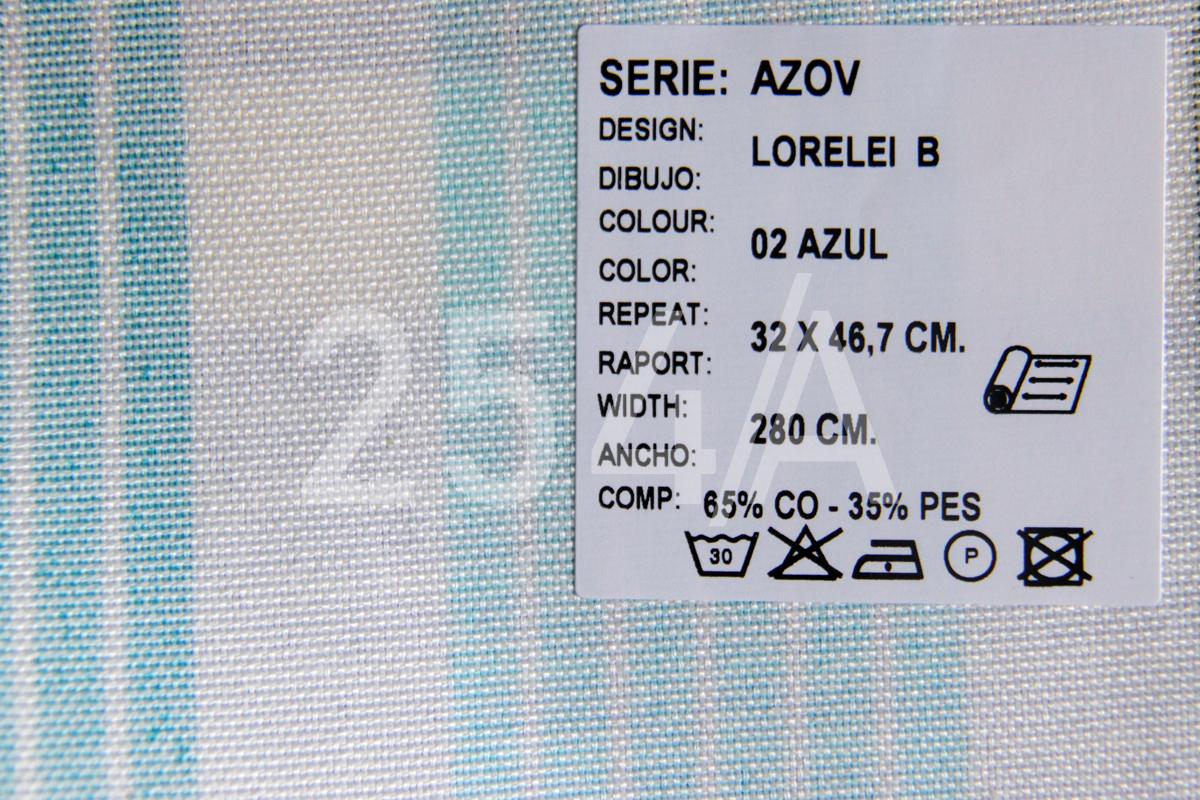 SERIE: AZOV
DESIGN:
LORELEI B
DIBUJO:
COLOUR:
02 AZUL
COLOR:
REPEAT:
32 X 46,7 CM.
RAPORT:
WIDTH:
280 CM.
ANCHO:
COMP: 65% CO - 35% PES
30
P
254/A